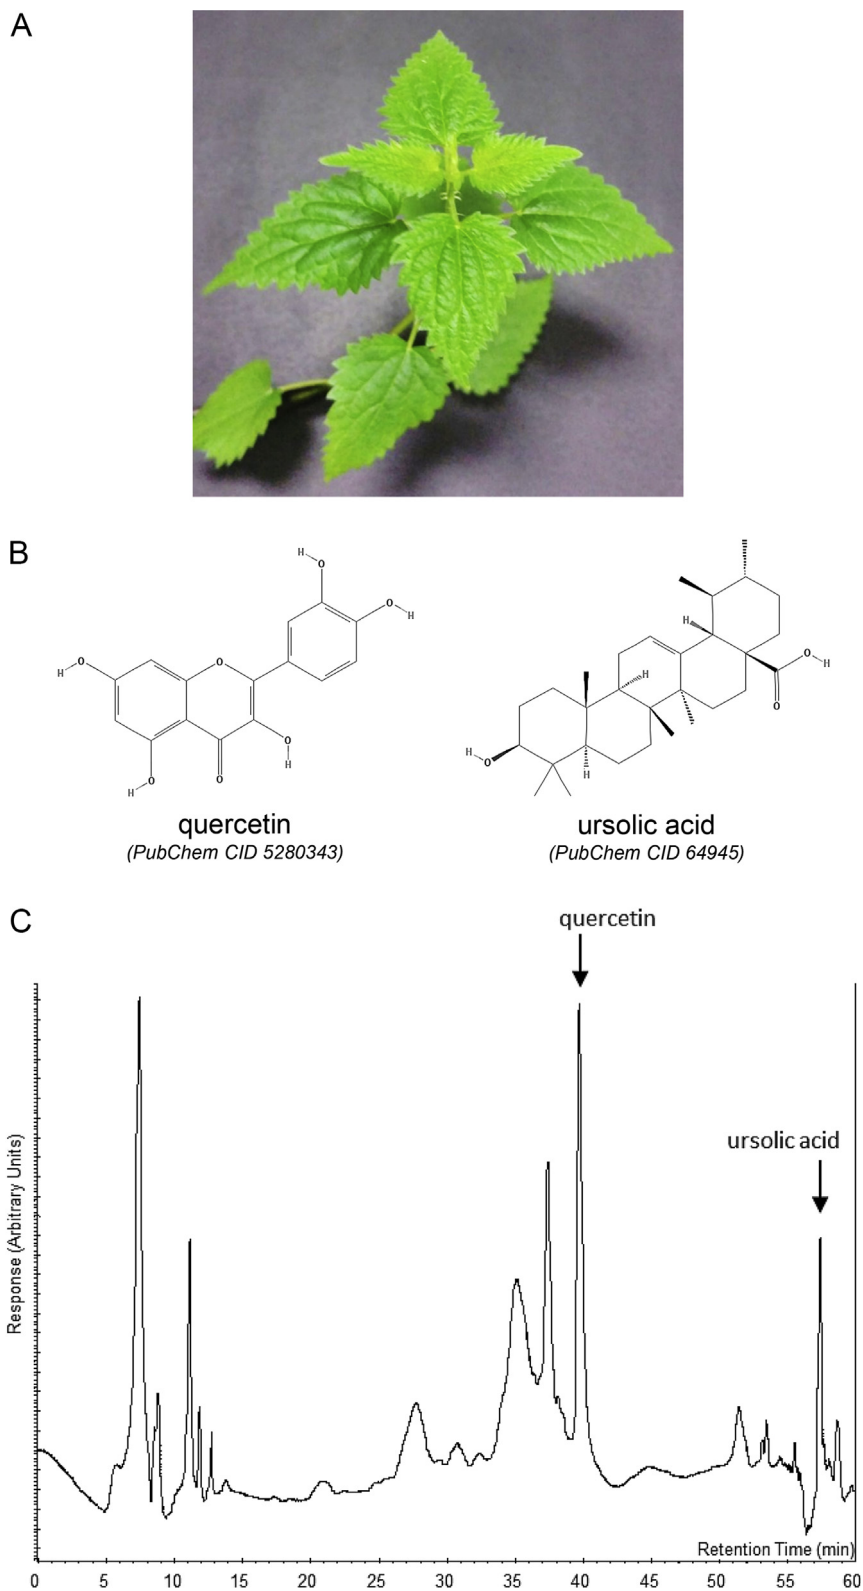 A
B
H
O
O
H
H
O
O
O
H
O
H
O
H
H
H
O
H
O
H
O
H
quercetin
(PubChem CID 5280343)
ursolic acid
(PubChem CID 64945)
C
quercetin
ursolic acid
Response (Arbitrary Units)
Retention Time (min)
0 5 10 15 20 25 30 35 40 45 50 55 60